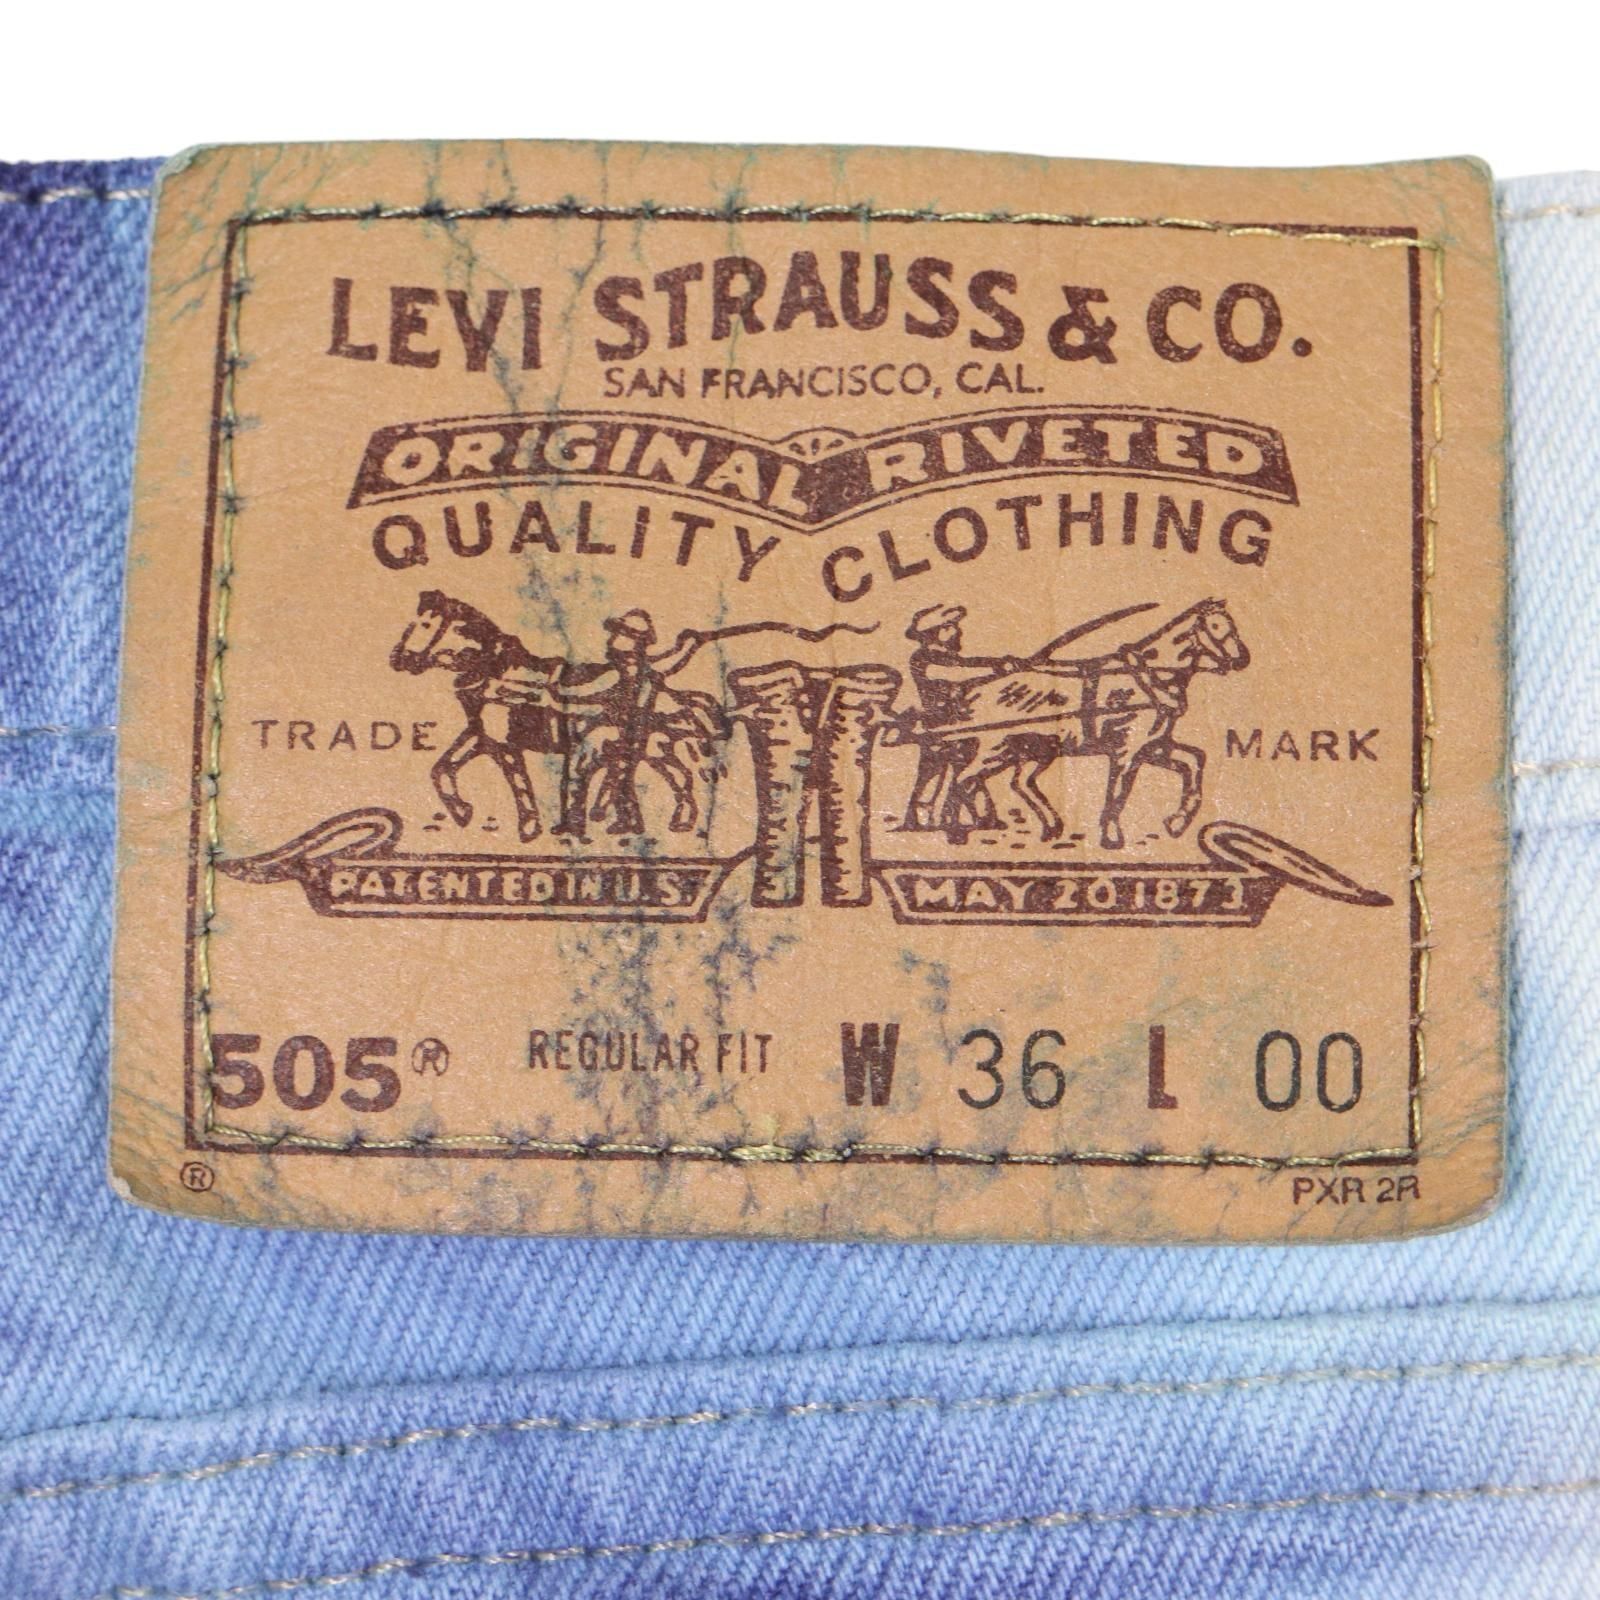 LEVI STRAUSS & CO.
SAN FRANCISCO, CAL.
ORIGINAL RIVETED
QUALITY CLOTHING
TRADE MARK
PATENTED IN U.S. MAY 20 1873
505® REGULAR FIT W 36 L 00
® PXR 2R